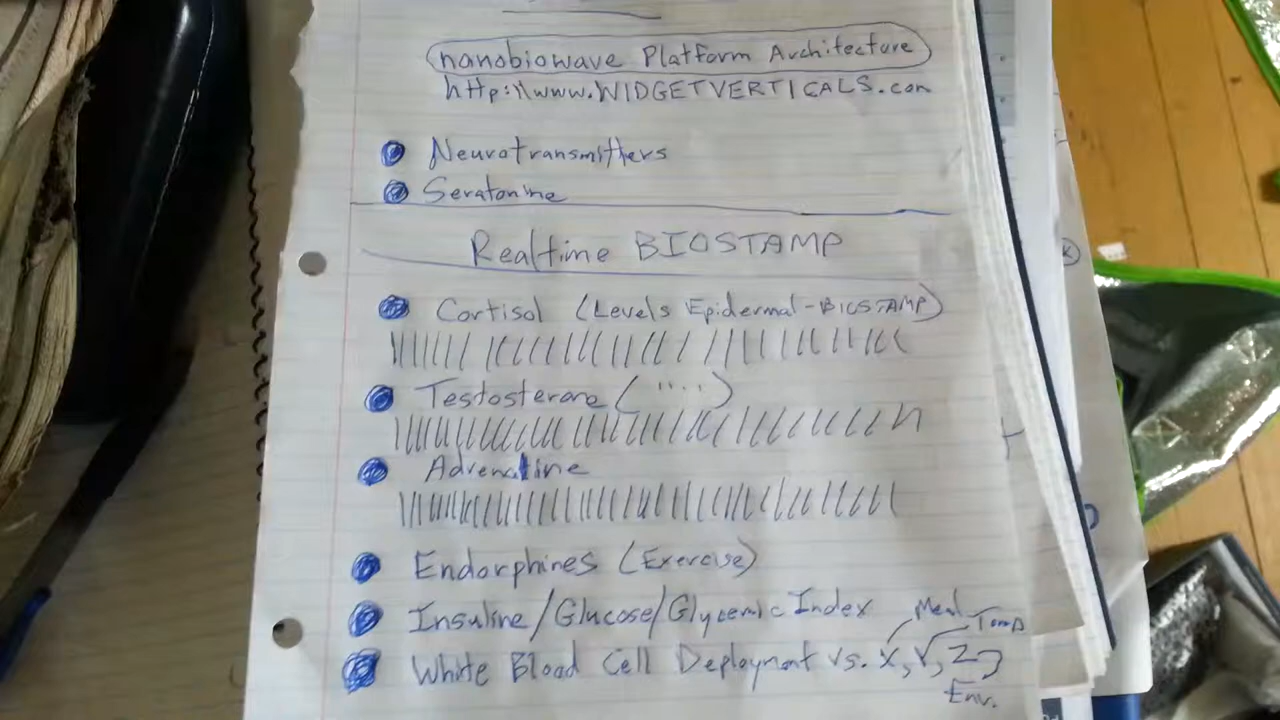 nanobiowave Platform Architecture
http:\\www.WIDGETVERTICALS.com
Neurotransmitters
Seratonine
Realtime BIOSTAMP
Cortisol (Levels Epidermal-BIOSTAMP)
Testosterone ( " .. )
Adrenaline
Endorphines (Exercise)
Insuline/Glucose/Glycemic Index
Meal
Temp
White Blood Cell Deployment vs. X, Y, Z
Env.